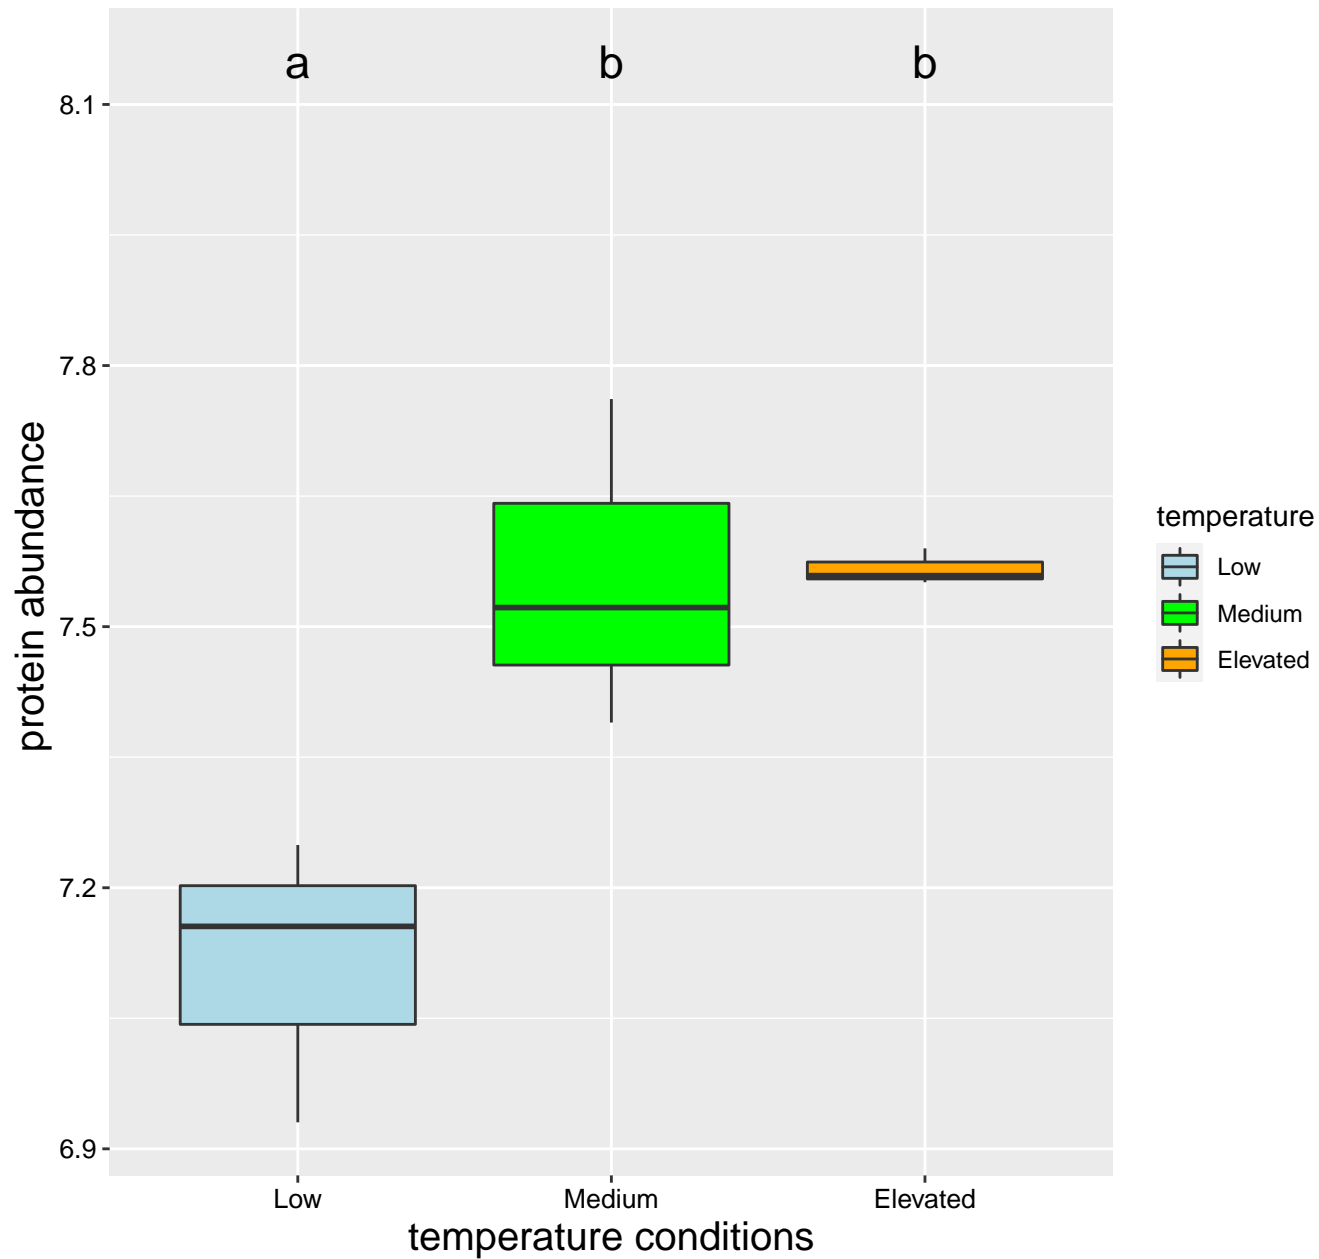 a b b
8.1
7.8
7.5
7.2
6.9
protein abundance
Low Medium Elevated
temperature conditions
temperature
Low
Medium
Elevated